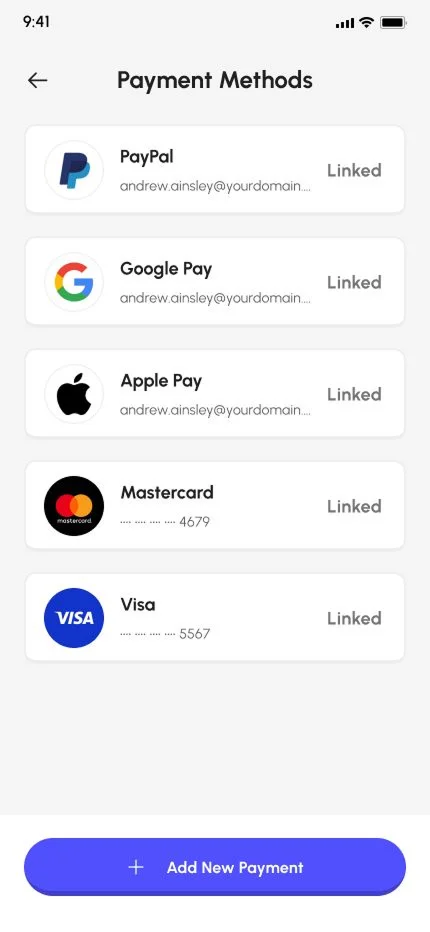 9:41
Payment Methods
PayPal
andrew.ainsley@yourdomain....
Linked
Google Pay
andrew.ainsley@yourdomain....
Linked
Apple Pay
andrew.ainsley@yourdomain....
Linked
mastercard
Mastercard
···· ···· ···· ···· 4679
Linked
VISA
Visa
···· ···· ···· ···· 5567
Linked
Add New Payment